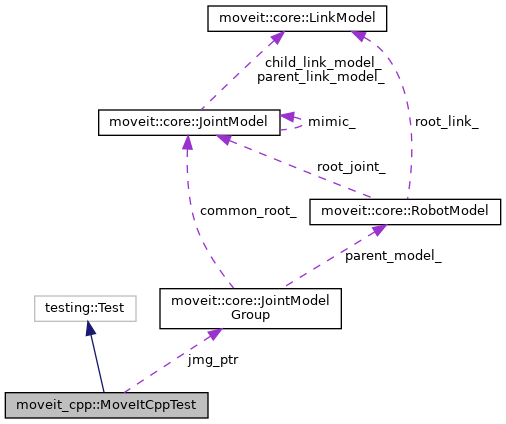 moveit::core::LinkModel
child_link_model_
parent_link_model_
moveit::core::JointModel
mimic_
root_link_
root_joint_
common_root_
moveit::core::RobotModel
parent_model_
moveit::core::JointModel
Group
testing::Test
jmg_ptr
moveit_cpp::MoveItCppTest